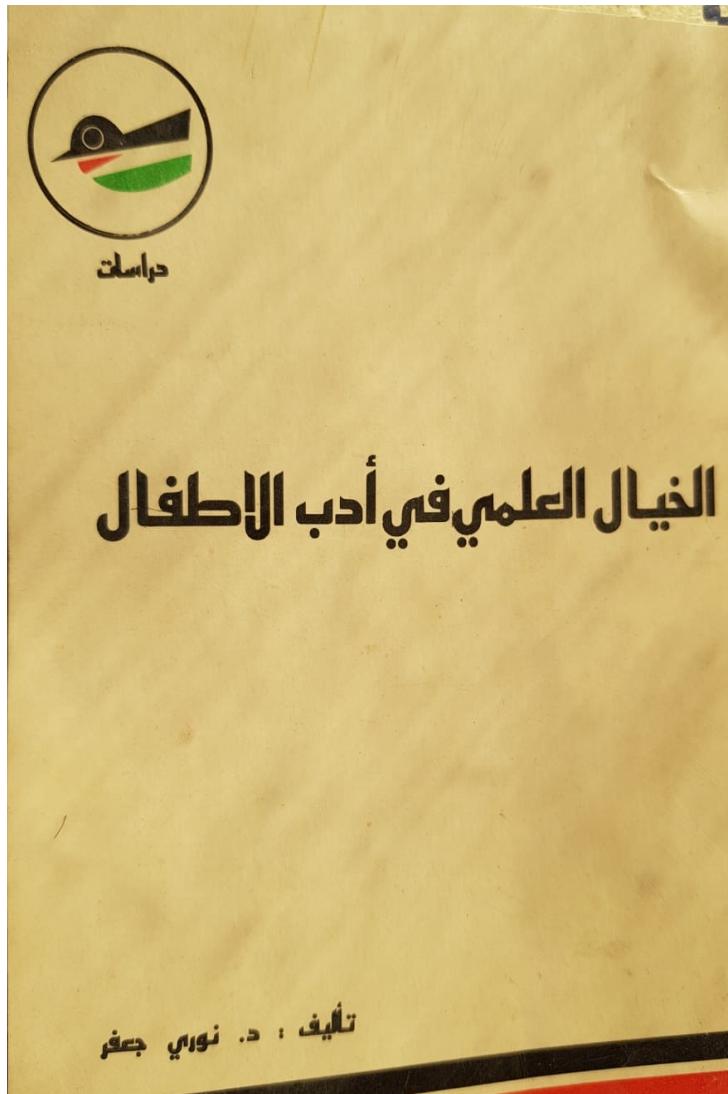 دراسات
الخيال العلمي في أدب الاطفال
تأليف : د. نوري جعفر